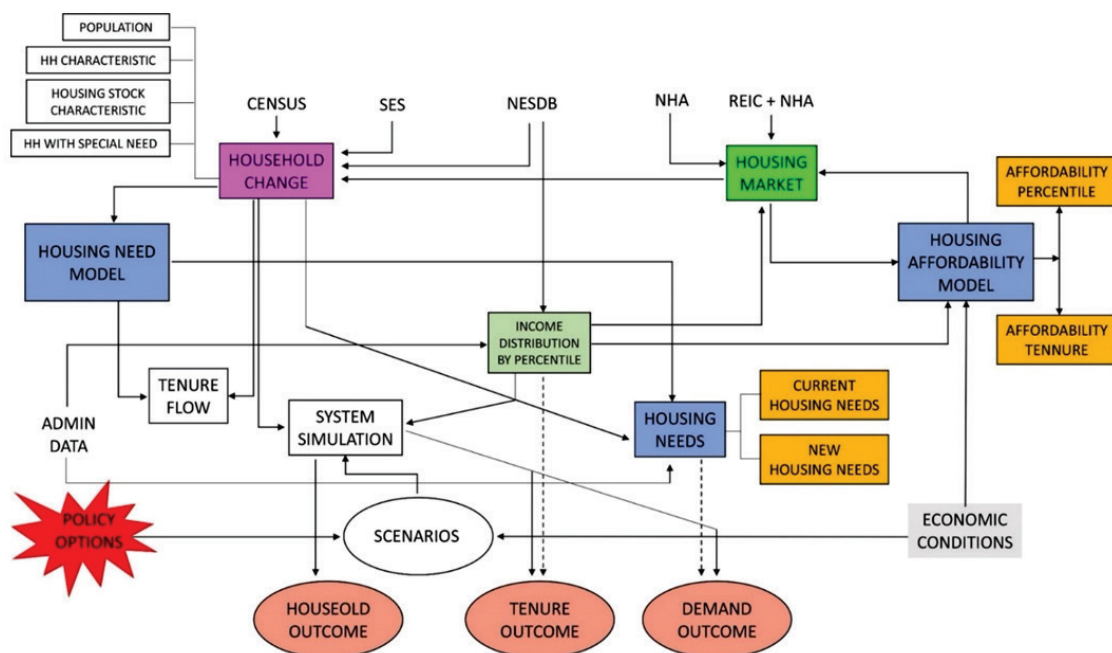 POPULATION
HH CHARACTERISTIC
HOUSING STOCK
CHARACTERISTIC
HH WITH SPECIAL NEED
CENSUS
SES
NESDB
NHA
REIC + NHA
HOUSEHOLD
CHANGE
HOUSING
MARKET
AFFORDABILITY
PERCENTILE
HOUSING NEED
MODEL
HOUSING
AFFORDABILITY
MODEL
INCOME
DISTRIBUTION
BY PERCENTILE
AFFORDABILITY
TENNURE
TENURE
FLOW
ADMIN
DATA
SYSTEM
SIMULATION
HOUSING
NEEDS
CURRENT
HOUSING NEEDS
NEW
HOUSING NEEDS
POLICY
OPTIONS
SCENARIOS
ECONOMIC
CONDITIONS
HOUSEOLD
OUTCOME
TENURE
OUTCOME
DEMAND
OUTCOME